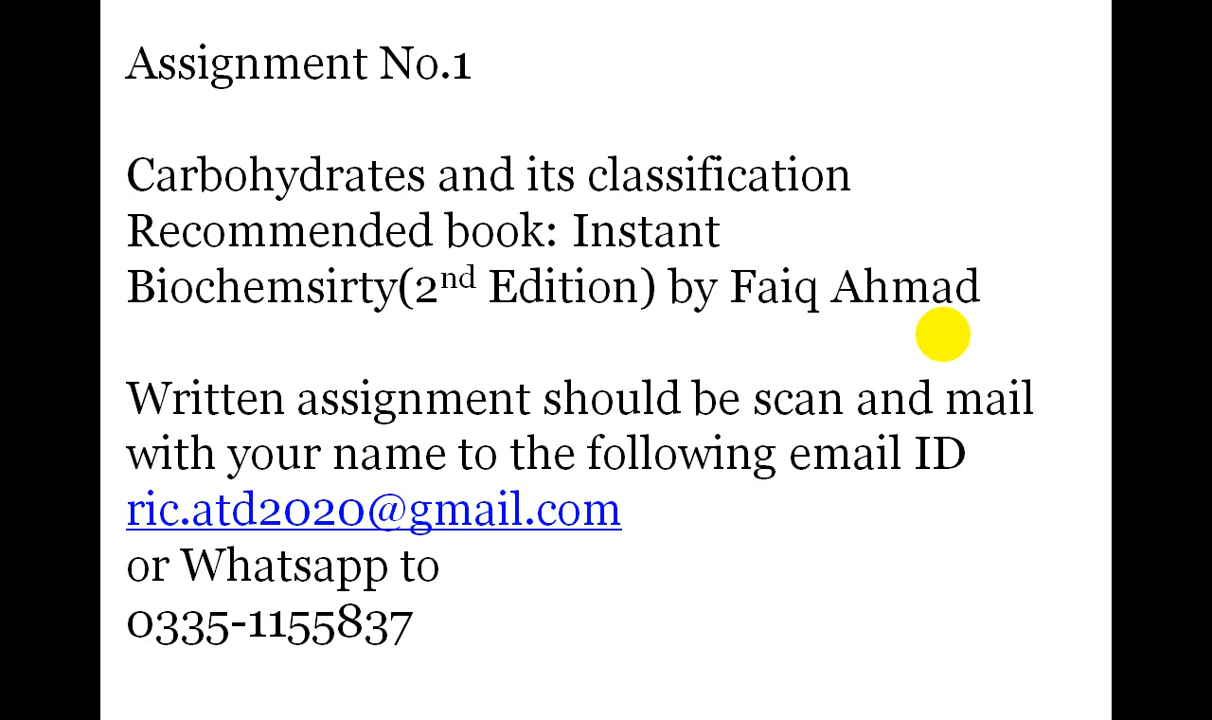 Assignment No.1
Carbohydrates and its classification
Recommended book: Instant
Biochemsirty(2nd Edition) by Faiq Ahmad
Written assignment should be scan and mail
with your name to the following email ID
ric.atd2020@gmail.com
or Whatsapp to
0335-1155837